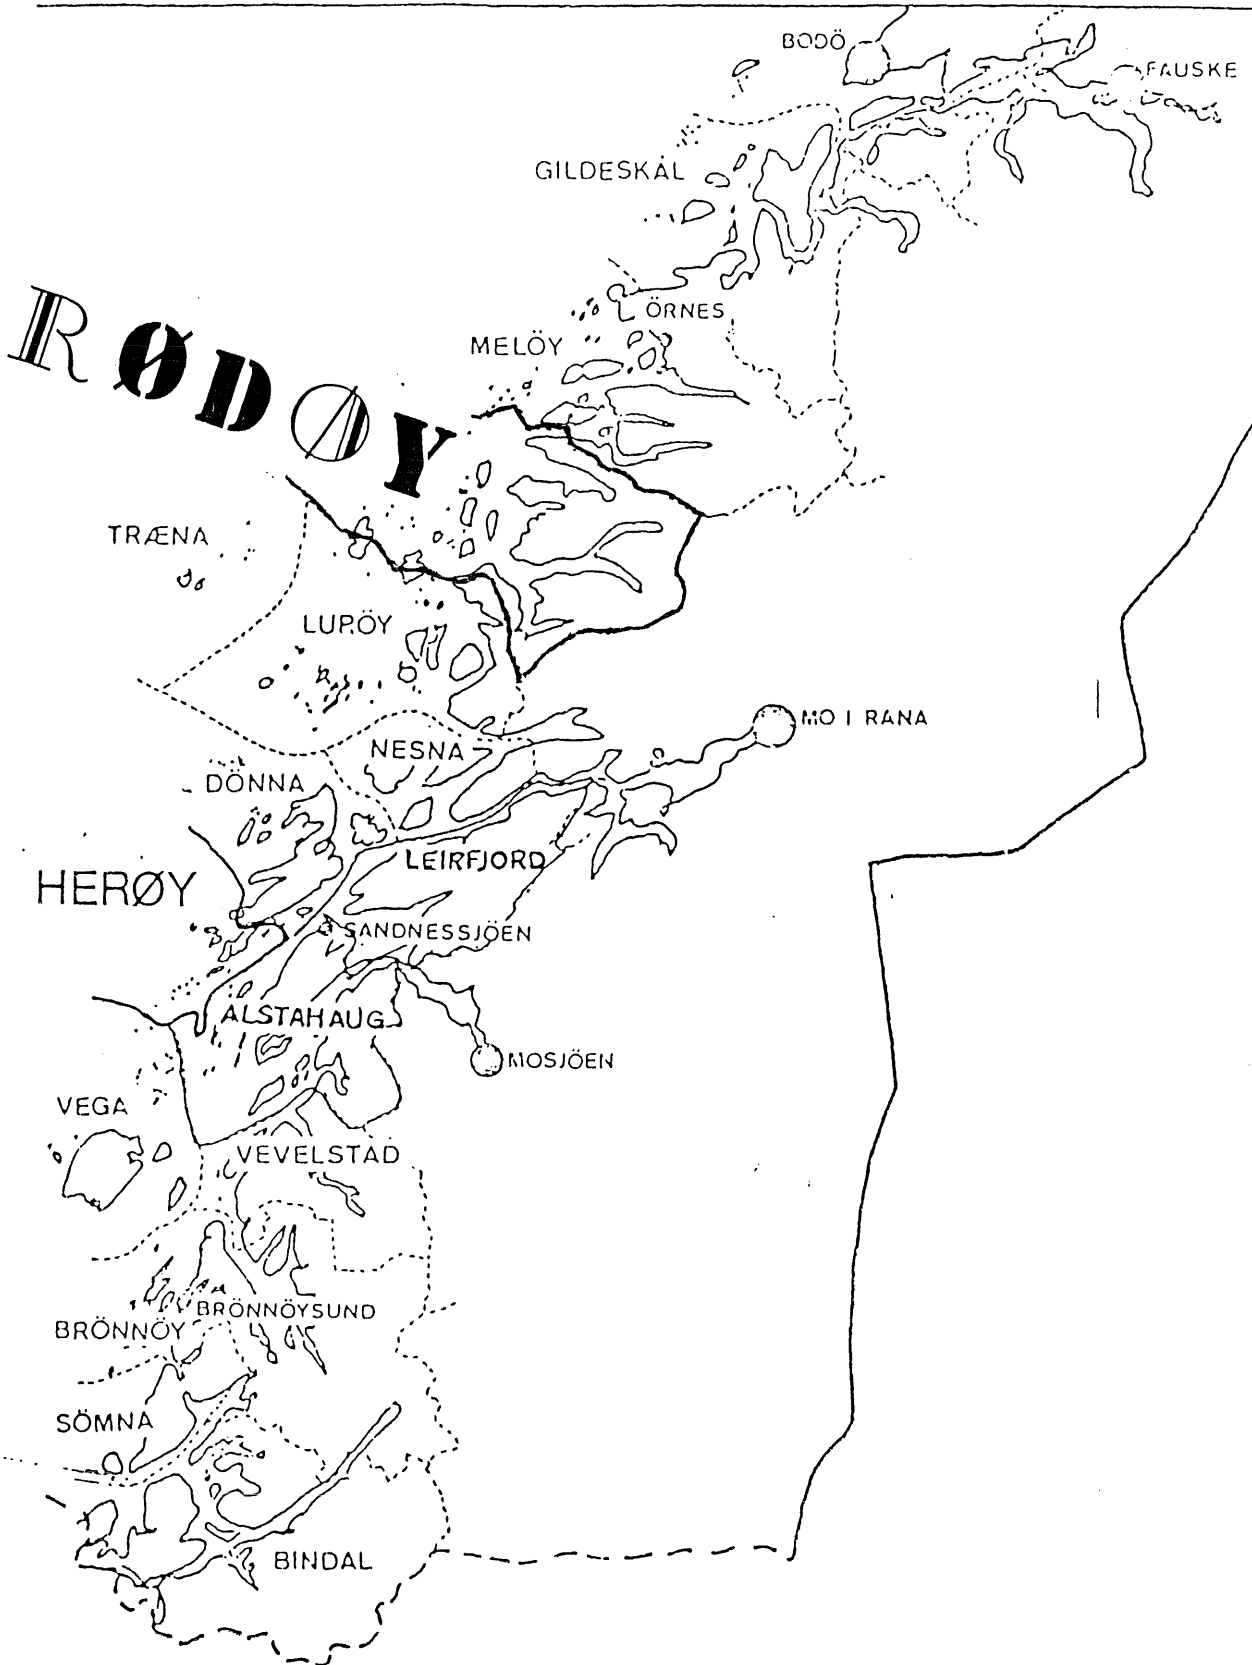 BODÖ
FAUSKE
GILDESKÅL
ÖRNES
MELÖY
RØDØY
TRÆNA
LURÖY
MO I RANA
NESNA
DÖNNA
LEIRFJORD
HERØY
SANDNESSJÖEN
ALSTAHAUG
MOSJÖEN
VEGA
VEVELSTAD
BRÖNNÖYSUND
BRÖNNÖY
SÖMNA
BINDAL